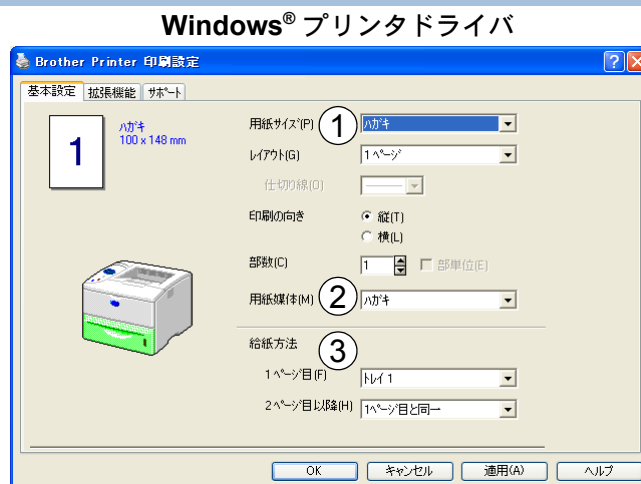 Windows® プリンタドライバ
Brother Printer 印刷設定
基本設定 拡張機能 サポート
1
ハガキ
100 x 148 mm
用紙サイズ(P) 1 ハガキ
レイアウト(G) 1 ページ
仕切り線(O)
印刷の向き 縦(T)
横(L)
部数(C) 1 部単位(E)
用紙媒体(M) 2 ハガキ
給紙方法 3
1 ページ目(F) トレイ 1
2 ページ目以降(H) 1ページ目と同一
OK キャンセル 適用(A) ヘルプ